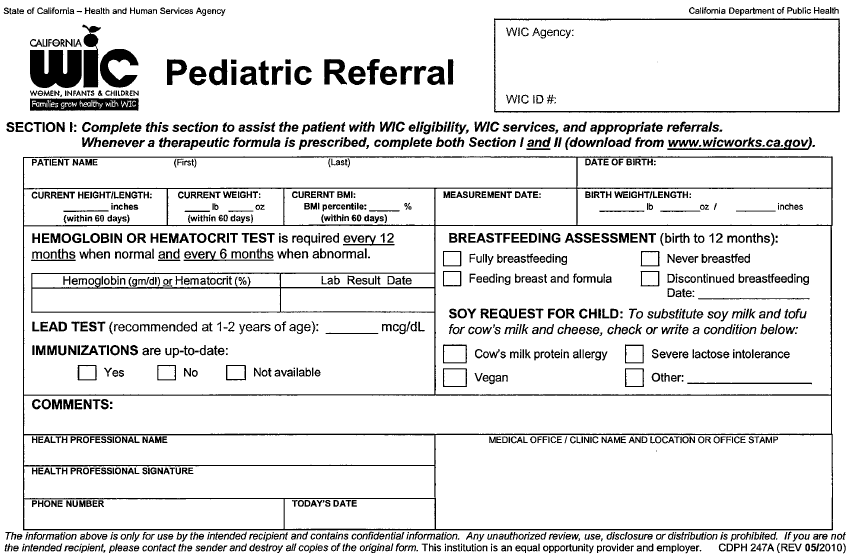 State of California – Health and Human Services Agency
California Department of Public Health
CALIFORNIA
WIC
WOMEN, INFANTS & CHILDREN
Families grow healthy with WIC
Pediatric Referral
WIC Agency:
WIC ID #:
SECTION I: Complete this section to assist the patient with WIC eligibility, WIC services, and appropriate referrals.
Whenever a therapeutic formula is prescribed, complete both Section I and II (download from www.wicworks.ca.gov).
PATIENT NAME (First) (Last) DATE OF BIRTH:
CURRENT HEIGHT/LENGTH:
________ inches
(within 60 days)
CURRENT WEIGHT:
_____ lb _____ oz
(within 60 days)
CURERNT BMI:
BMI percentile: ______ %
(within 60 days)
MEASUREMENT DATE:
BIRTH WEIGHT/LENGTH:
________ lb ________ oz / ________ inches
HEMOGLOBIN OR HEMATOCRIT TEST is required every 12
months when normal and every 6 months when abnormal.
Hemoglobin (gm/dl) or Hematocrit (%) Lab Result Date
LEAD TEST (recommended at 1-2 years of age): _______ mcg/dL
IMMUNIZATIONS are up-to-date:
Yes No Not available
BREASTFEEDING ASSESSMENT (birth to 12 months):
Fully breastfeeding Never breastfed
Feeding breast and formula Discontinued breastfeeding
Date: ________________
SOY REQUEST FOR CHILD: To substitute soy milk and tofu
for cow's milk and cheese, check or write a condition below:
Cow's milk protein allergy Severe lactose intolerance
Vegan Other: __________________
COMMENTS:
HEALTH PROFESSIONAL NAME
HEALTH PROFESSIONAL SIGNATURE
PHONE NUMBER TODAY'S DATE
MEDICAL OFFICE / CLINIC NAME AND LOCATION OR OFFICE STAMP
The information above is only for use by the intended recipient and contains confidential information. Any unauthorized review, use, disclosure or distribution is prohibited. If you are not
the intended recipient, please contact the sender and destroy all copies of the original form. This institution is an equal opportunity provider and employer. CDPH 247A (REV 05/2010)